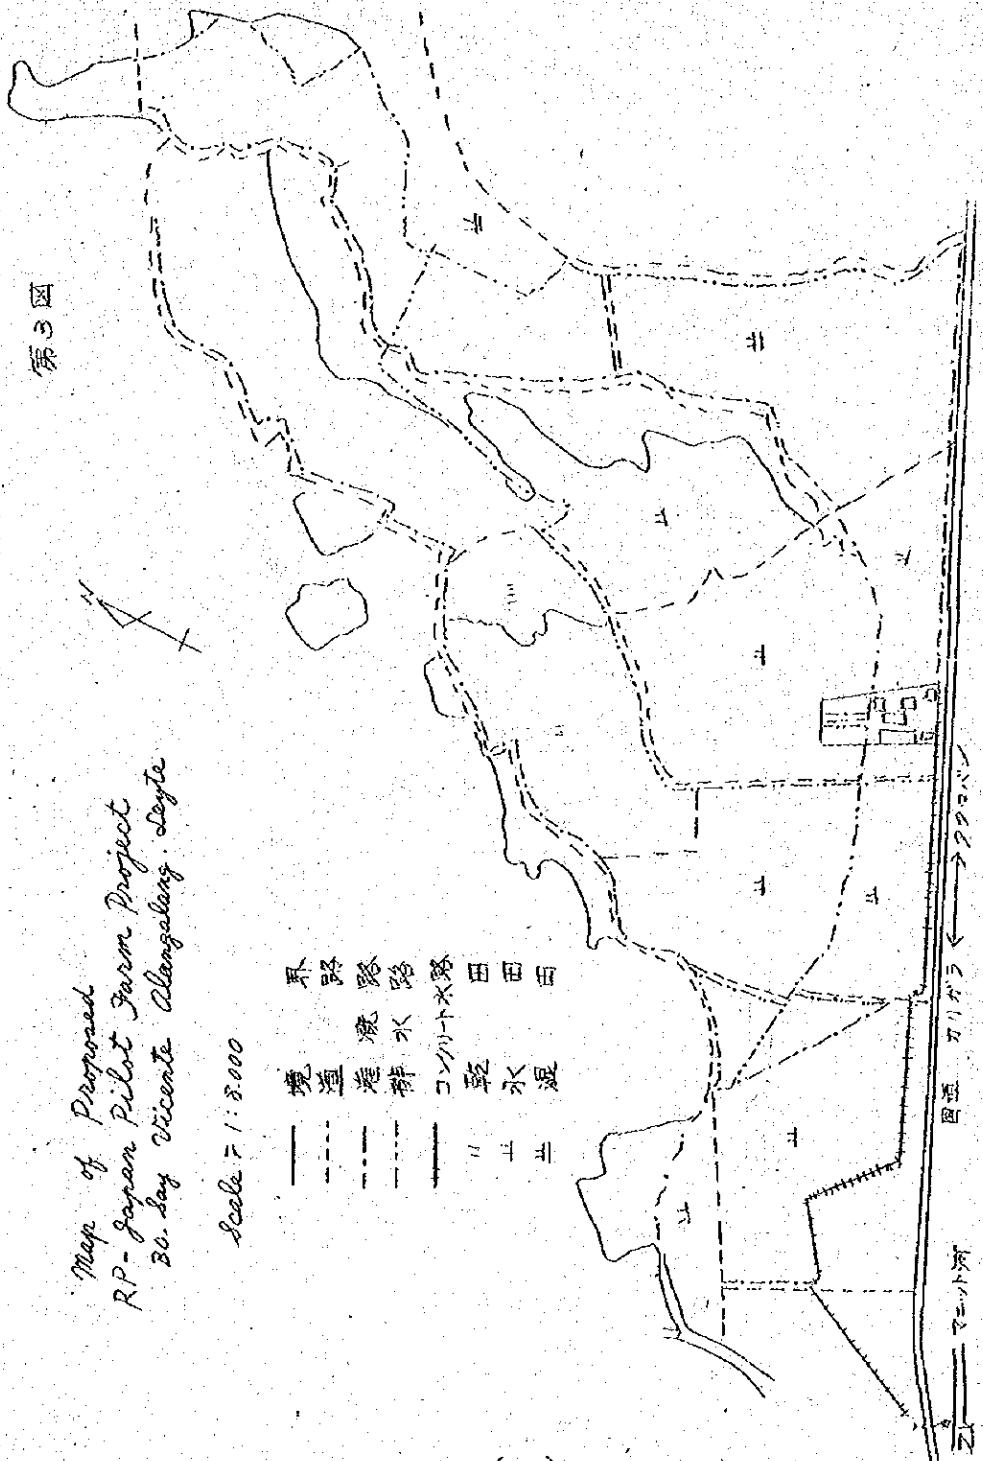 第3図
Map of Proposed
RP-Japan Pilot Farm Project
Bo. Say Vicente Alangalang. Leyte
Scale = 1:8.000
境界
道路
灌漑路
排水路
コンクリート水路
乾田
水田
湿田
マニット河
国道 カリガラ ←→ タクロバン